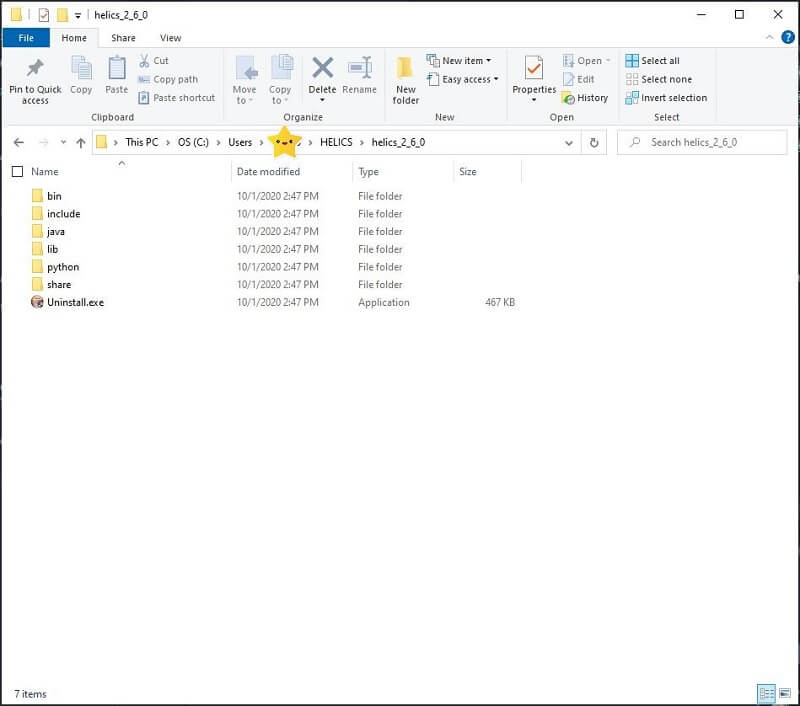 helics_2_6_0
File Home Share View
Pin to Quick access
Copy
Paste
Cut
Copy path
Paste shortcut
Clipboard
Move to
Copy to
Delete
Rename
Organize
New folder
New item
Easy access
New
Properties
Open
Edit
History
Open
Select all
Select none
Invert selection
Select
This PC > OS (C:) > Users > > HELICS > helics_2_6_0
Search helics_2_6_0
Name Date modified Type Size
bin 10/1/2020 2:47 PM File folder
include 10/1/2020 2:47 PM File folder
java 10/1/2020 2:47 PM File folder
lib 10/1/2020 2:47 PM File folder
python 10/1/2020 2:47 PM File folder
share 10/1/2020 2:47 PM File folder
Uninstall.exe 10/1/2020 2:47 PM Application 467 KB
7 items